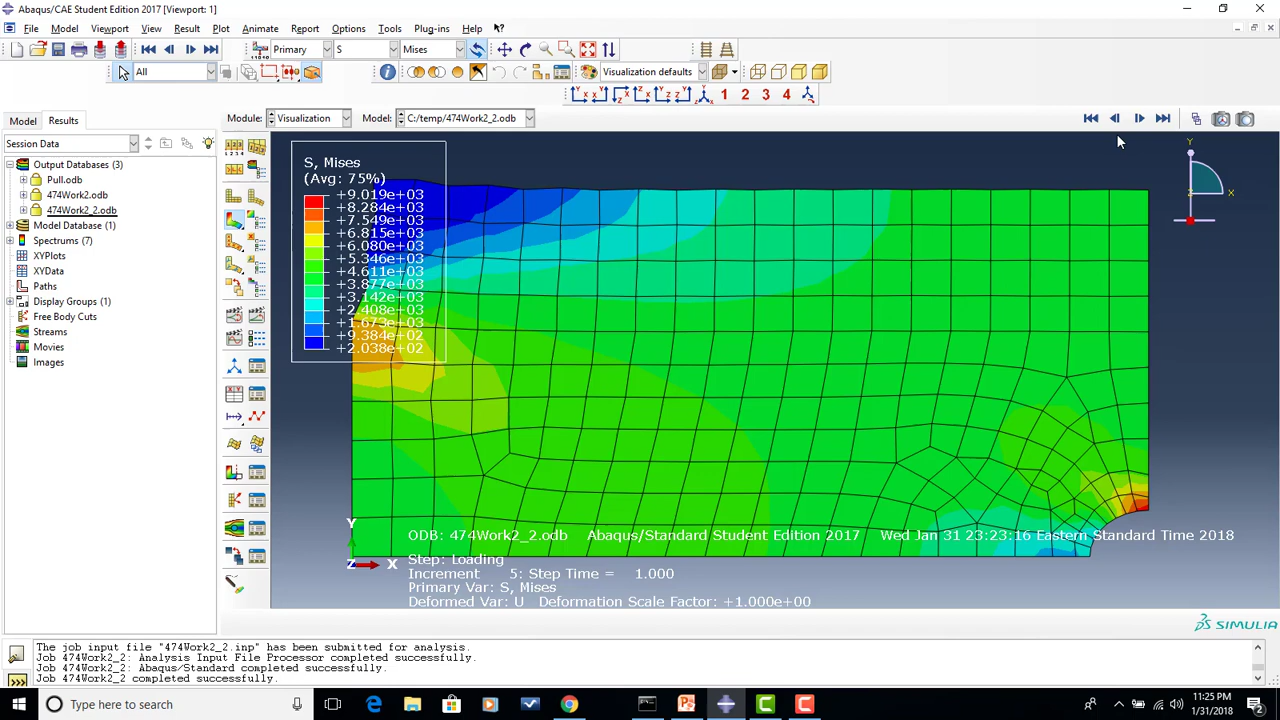 Abaqus/CAE Student Edition 2017 [Viewport: 1]
File Model Viewport View Result Plot Animate Report Options Tools Plug-ins Help
Primary S Mises
All Visualization defaults
1 2 3 4
Model Results Module: Visualization Model: C:/temp/474Work2_2.odb
Session Data
Output Databases (3)
Pull.odb
474Work2.odb
474Work2_2.odb
Model Database (1)
Spectrums (7)
XYPlots
XYData
Paths
Display Groups (1)
Free Body Cuts
Streams
Movies
Images
S, Mises
(Avg: 75%)
+9.019e+03
+8.284e+03
+7.549e+03
+6.815e+03
+6.080e+03
+5.346e+03
+4.611e+03
+3.877e+03
+3.142e+03
+2.408e+03
+1.673e+03
+9.384e+02
+2.038e+02
Y
X
Z
Y
X
Z
ODB: 474Work2_2.odb Abaqus/Standard Student Edition 2017 Wed Jan 31 23:23:16 Eastern Standard Time 2018
Step: Loading
Increment 5: Step Time = 1.000
Primary Var: S, Mises
Deformed Var: U Deformation Scale Factor: +1.000e+00
SIMULIA
The job input file "474Work2_2.inp" has been submitted for analysis.
Job 474Work2_2: Analysis Input File Processor completed successfully.
Job 474Work2_2: Abaqus/Standard completed successfully.
Job 474Work2_2 completed successfully.
Type here to search
11:25 PM
1/31/2018